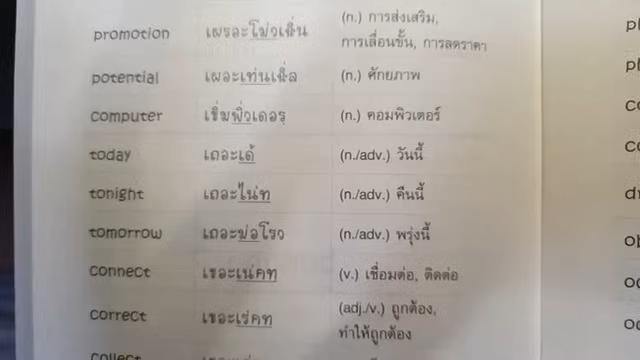 promotion เผรอะโม่วเฉิ่น (n.) การส่งเสริม,
การเลื่อนขั้น, การลดราคา
potential เผอะเท่นเฉิ่ล (n.) ศักยภาพ
computer เขิ่มพิ่วเดอรฺ (n.) คอมพิวเตอร์
today เถอะเด้ (n./adv.) วันนี้
tonight เถอะไน่ท (n./adv.) คืนนี้
tomorrow เถอะม่อโรว (n./adv.) พรุ่งนี้
connect เขอะเน่คท (v.) เชื่อมต่อ, ติดต่อ
correct เขอะเร่คท (adj./v.) ถูกต้อง,
ทำให้ถูกต้อง
collect